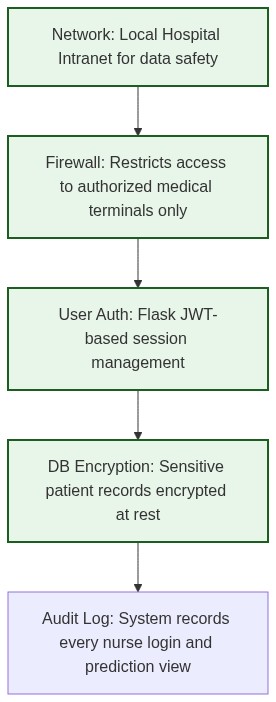 Network: Local Hospital
Intranet for data safety
Firewall: Restricts access
to authorized medical
terminals only
User Auth: Flask JWT-
based session
management
DB Encryption: Sensitive
patient records encrypted
at rest
Audit Log: System records
every nurse login and
prediction view